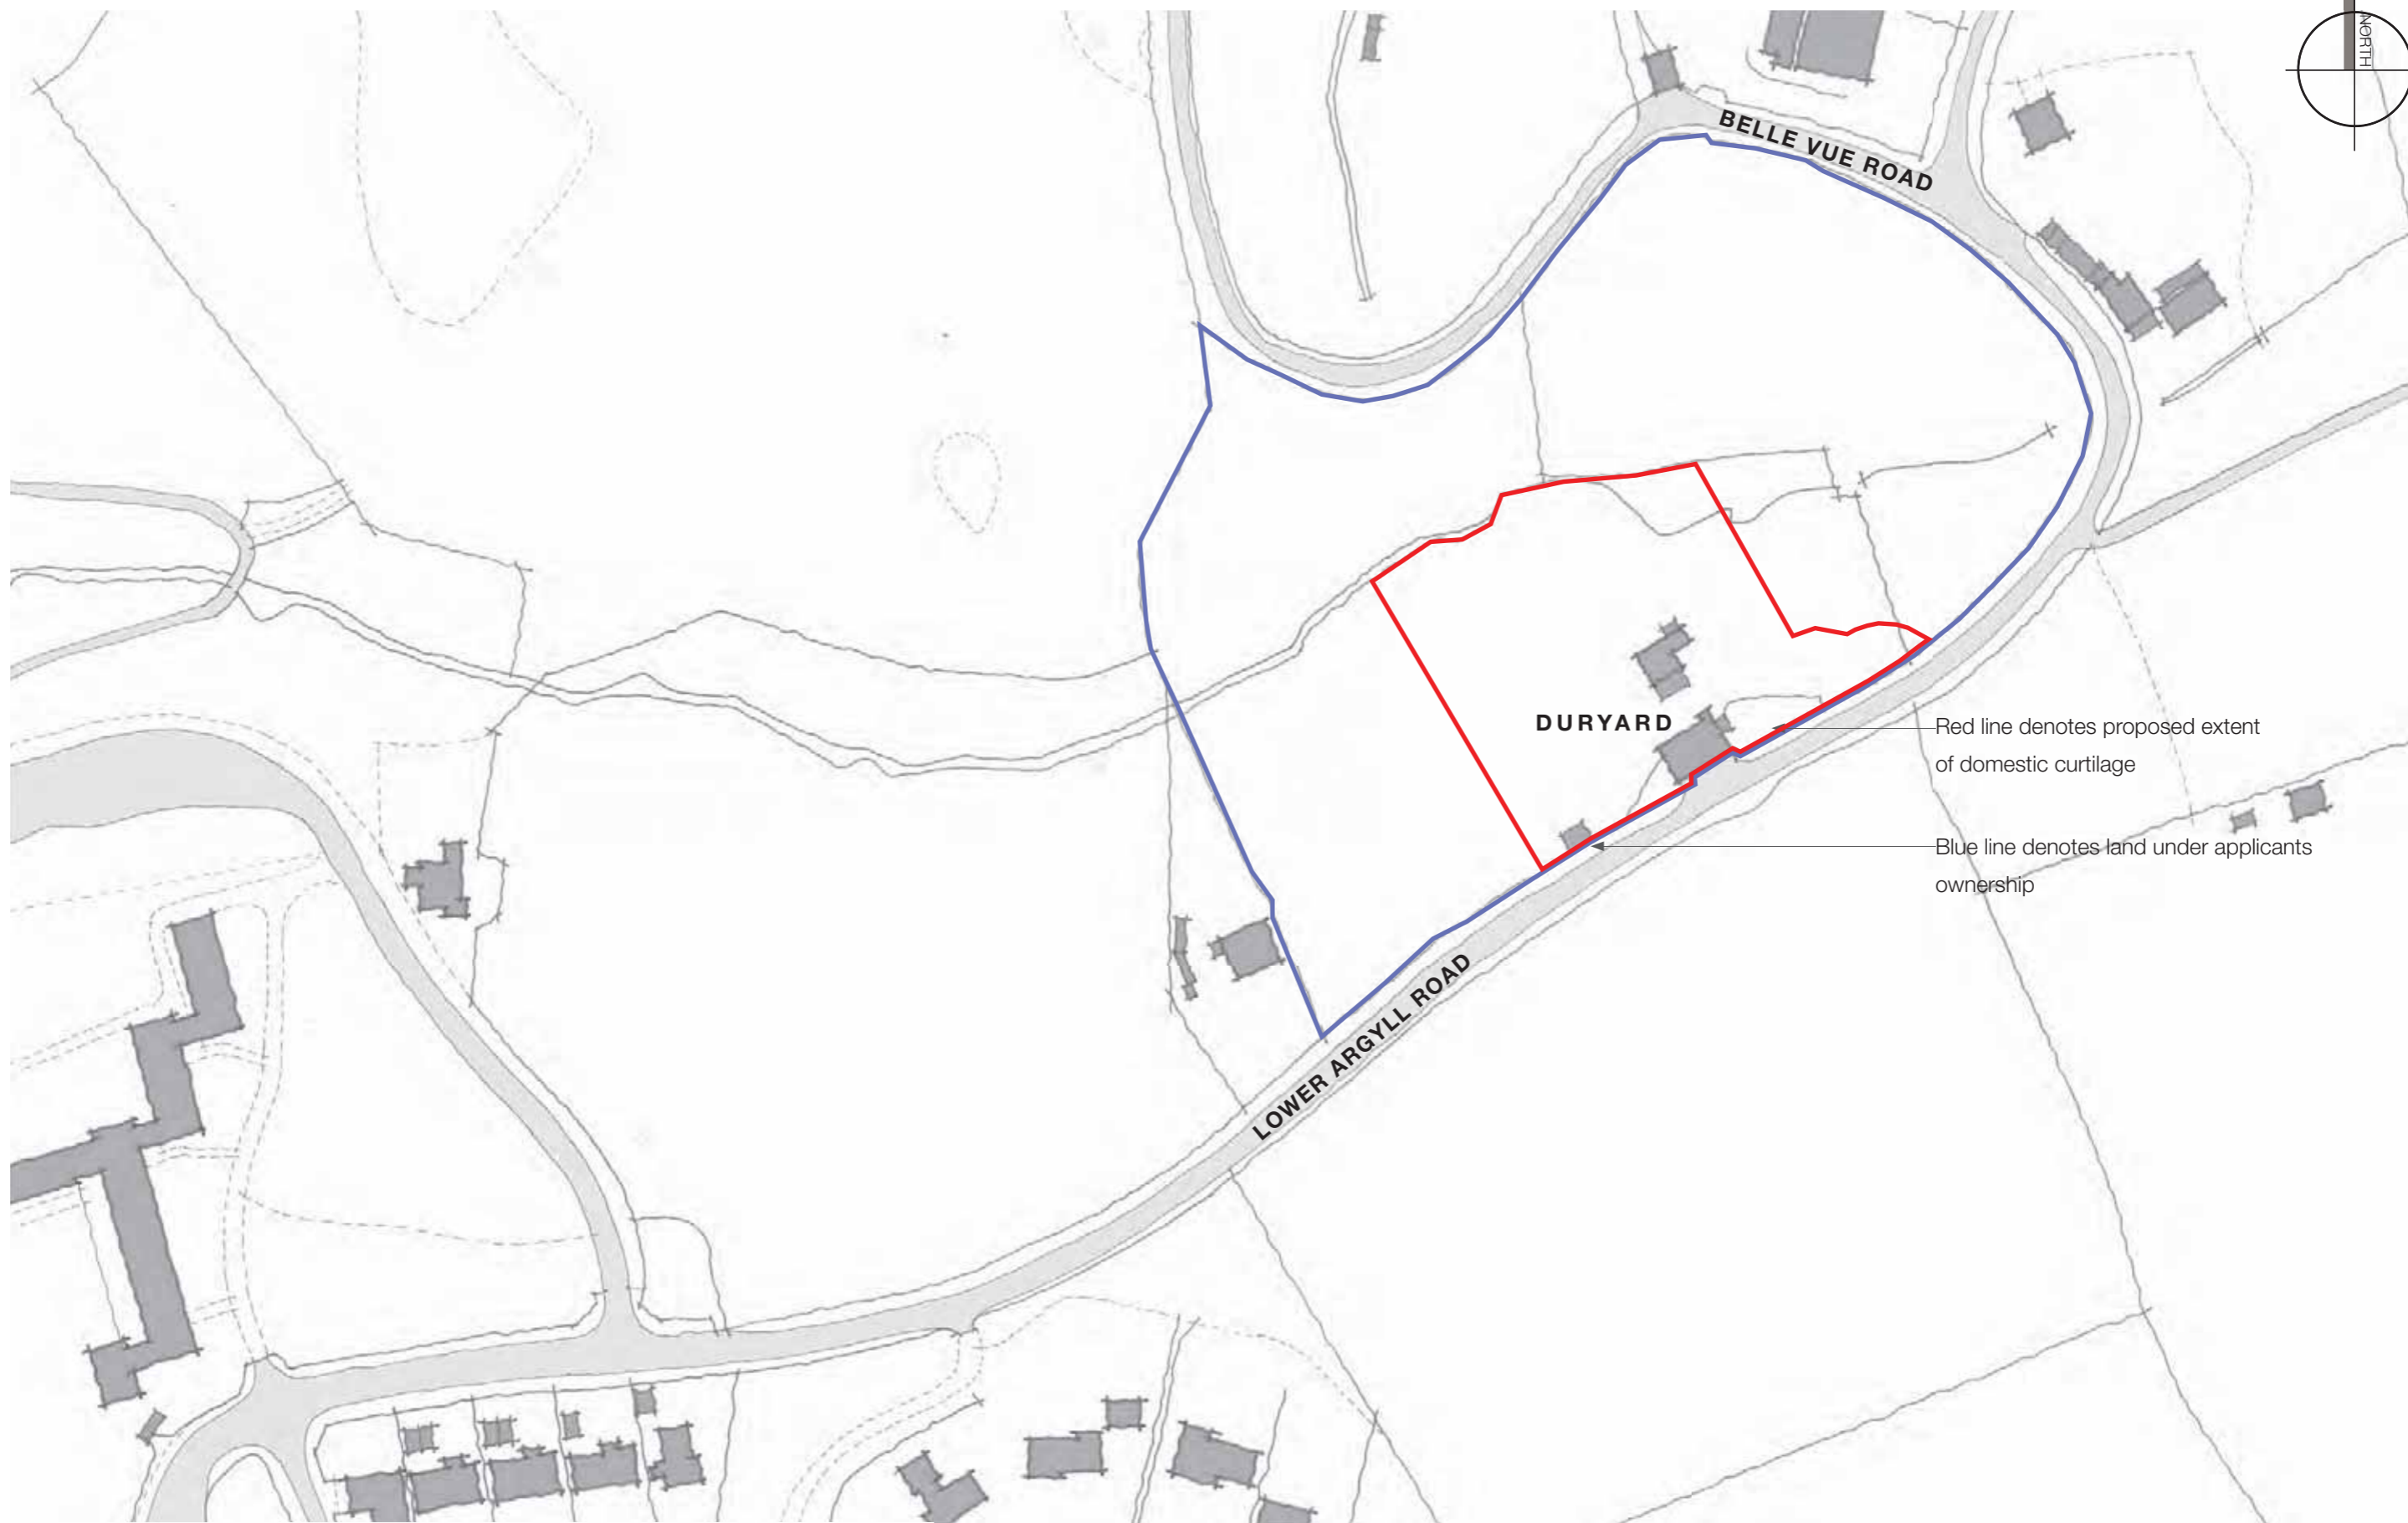 NORTH
BELLE VUE ROAD
DURYARD
Red line denotes proposed extent
of domestic curtilage
Blue line denotes land under applicants
ownership
LOWER ARGYLL ROAD